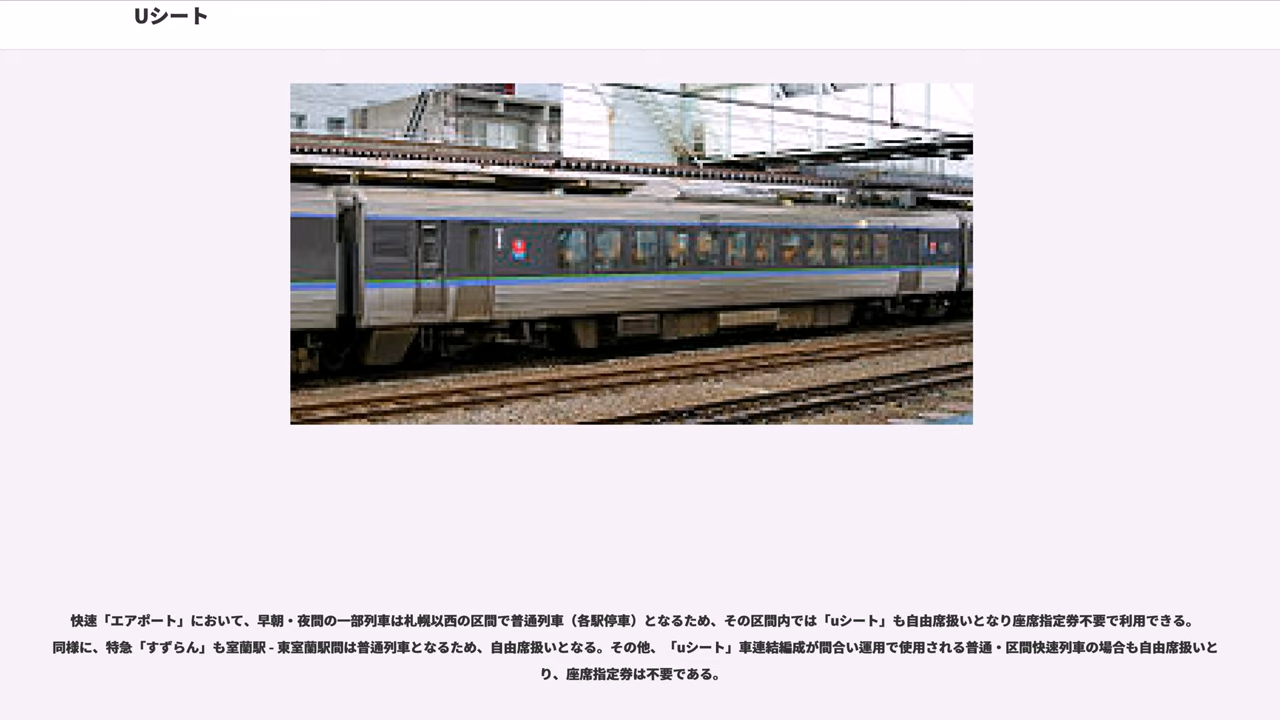 Uシート
快速「エアポート」において、早朝・夜間の一部列車は札幌以西の区間で普通列車（各駅停車）となるため、その区間内では「uシート」も自由席扱いとなり座席指定券不要で利用できる。
同様に、特急「すずらん」も室蘭駅 - 東室蘭駅間は普通列車となるため、自由席扱いとなる。その他、「uシート」車連結編成が間合い運用で使用される普通・区間快速列車の場合も自由席扱いと
り、座席指定券は不要である。